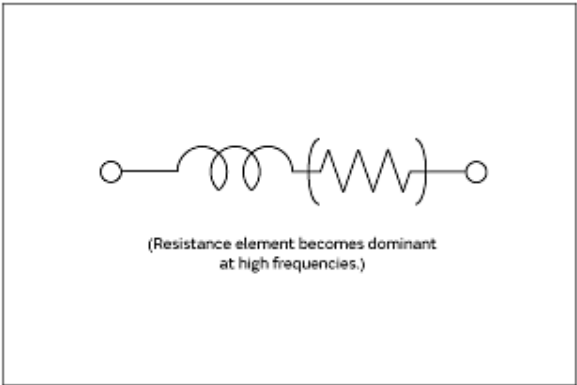 (Resistance element becomes dominant
at high frequencies.)